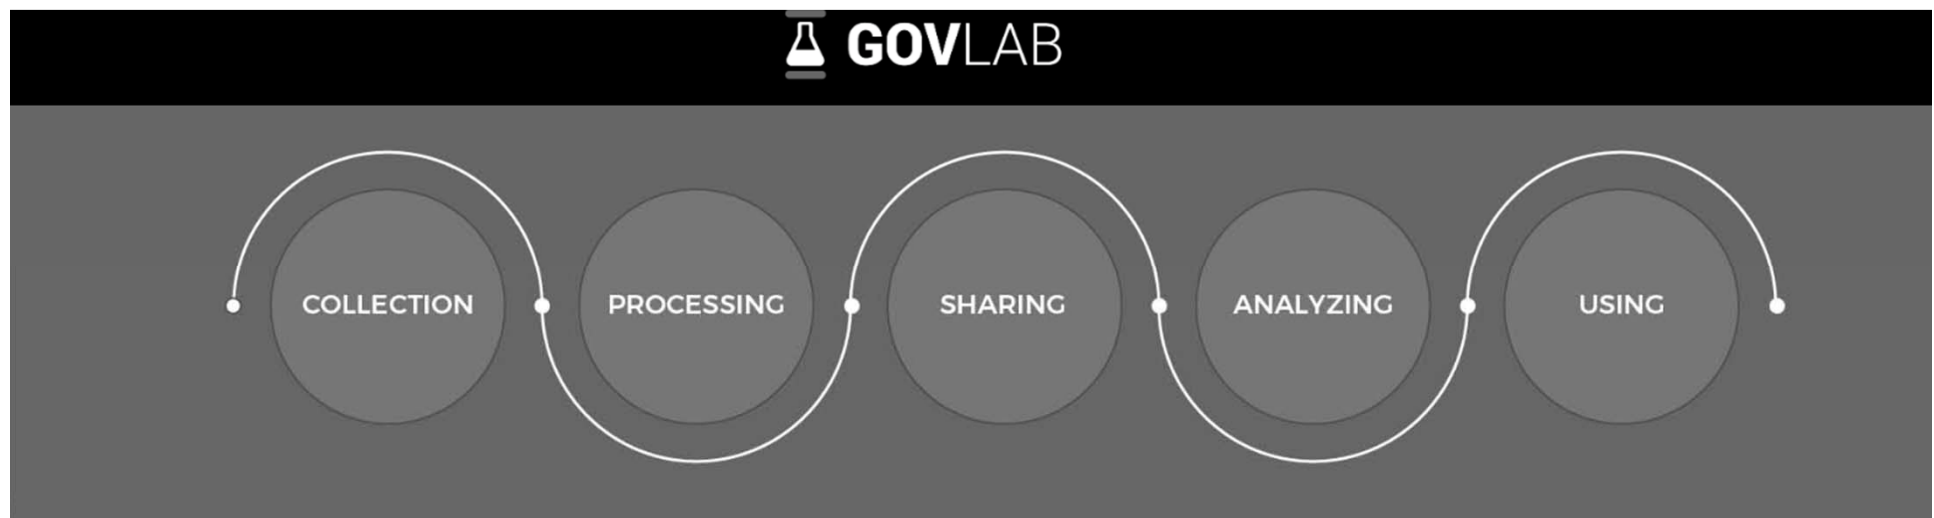 GOVLAB
COLLECTION
PROCESSING
SHARING
ANALYZING
USING